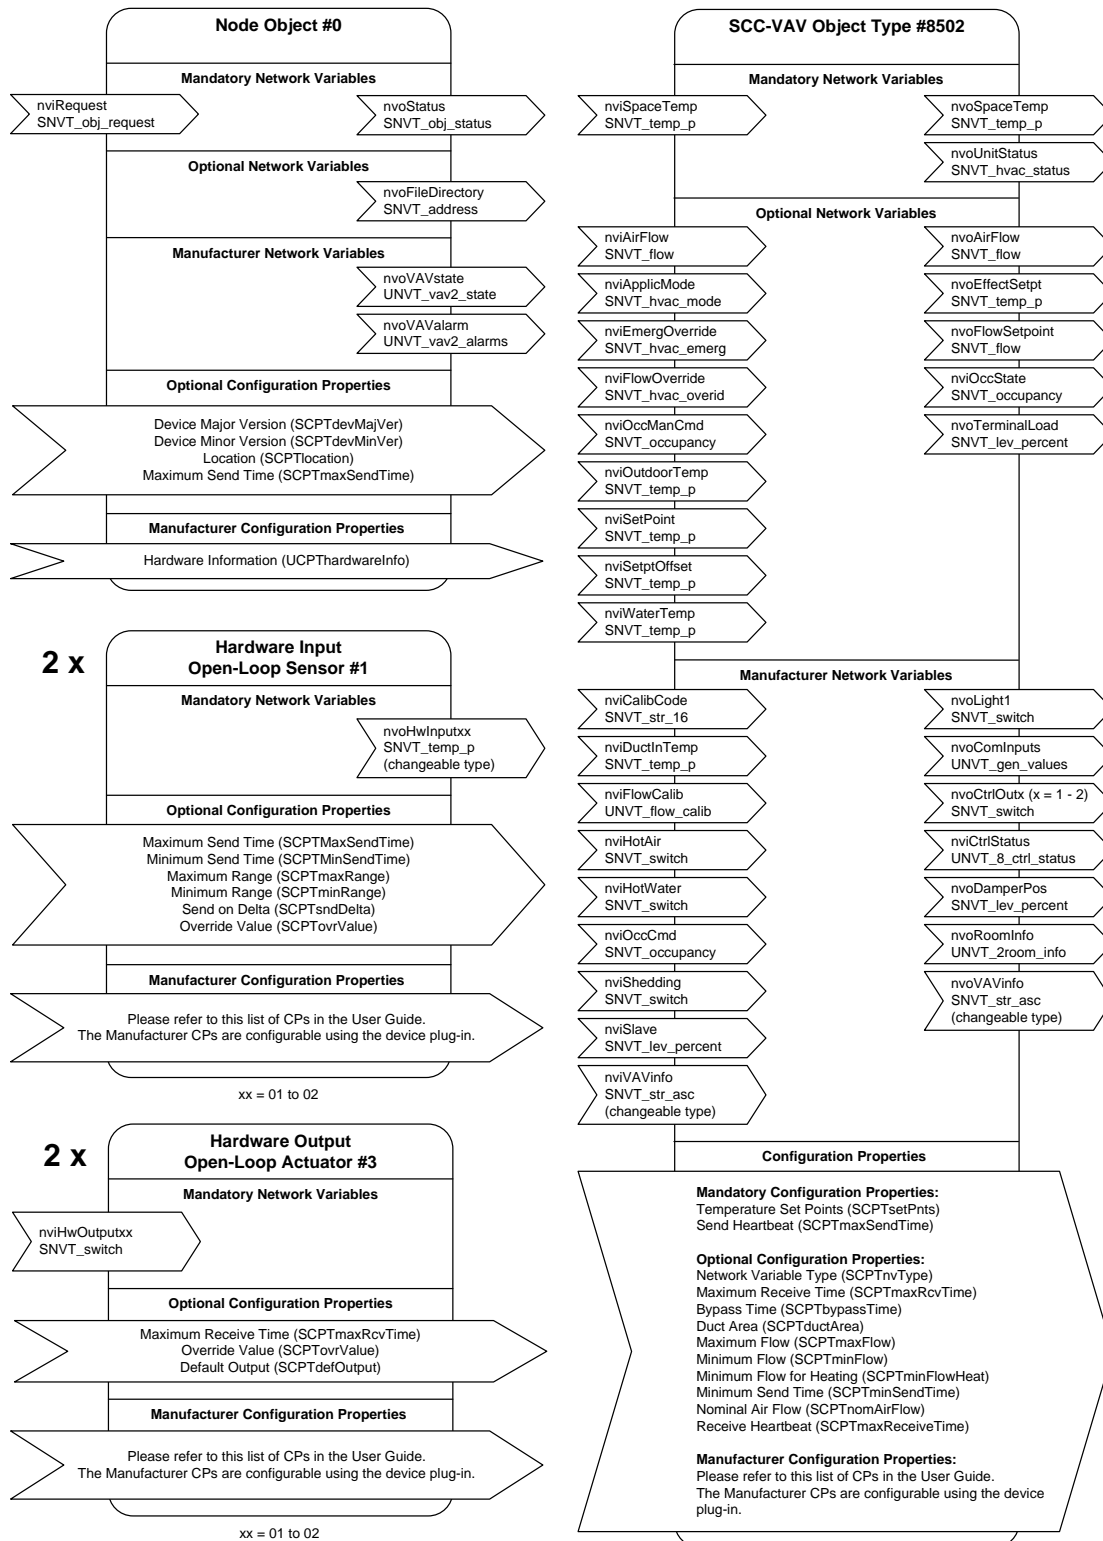 Node Object #0
Mandatory Network Variables
nviRequest
SNVT_obj_request
nvoStatus
SNVT_obj_status
Optional Network Variables
nvoFileDirectory
SNVT_address
Manufacturer Network Variables
nvoVAVstate
UNVT_vav2_state
nvoVAValarm
UNVT_vav2_alarms
Optional Configuration Properties
Device Major Version (SCPTdevMajVer)
Device Minor Version (SCPTdevMinVer)
Location (SCPTlocation)
Maximum Send Time (SCPTmaxSendTime)
Manufacturer Configuration Properties
Hardware Information (UCPThardwareInfo)
2 x
Hardware Input
Open-Loop Sensor #1
Mandatory Network Variables
nvoHwInputxx
SNVT_temp_p
(changeable type)
Optional Configuration Properties
Maximum Send Time (SCPTMaxSendTime)
Minimum Send Time (SCPTMinSendTime)
Maximum Range (SCPTmaxRange)
Minimum Range (SCPTminRange)
Send on Delta (SCPTsndDelta)
Override Value (SCPTovrValue)
Manufacturer Configuration Properties
Please refer to this list of CPs in the User Guide.
The Manufacturer CPs are configurable using the device plug-in.
xx = 01 to 02
2 x
Hardware Output
Open-Loop Actuator #3
Mandatory Network Variables
nviHwOutputxx
SNVT_switch
Optional Configuration Properties
Maximum Receive Time (SCPTmaxRcvTime)
Override Value (SCPTovrValue)
Default Output (SCPTdefOutput)
Manufacturer Configuration Properties
Please refer to this list of CPs in the User Guide.
The Manufacturer CPs are configurable using the device plug-in.
xx = 01 to 02
SCC-VAV Object Type #8502
Mandatory Network Variables
nviSpaceTemp
SNVT_temp_p
nvoSpaceTemp
SNVT_temp_p
nvoUnitStatus
SNVT_hvac_status
Optional Network Variables
nviAirFlow
SNVT_flow
nviApplicMode
SNVT_hvac_mode
nviEmergOverride
SNVT_hvac_emerg
nviFlowOverride
SNVT_hvac_overid
nviOccManCmd
SNVT_occupancy
nviOutdoorTemp
SNVT_temp_p
nviSetPoint
SNVT_temp_p
nviSetptOffset
SNVT_temp_p
nviWaterTemp
SNVT_temp_p
nvoAirFlow
SNVT_flow
nvoEffectSetpt
SNVT_temp_p
nvoFlowSetpoint
SNVT_flow
nviOccState
SNVT_occupancy
nvoTerminalLoad
SNVT_lev_percent
Manufacturer Network Variables
nviCalibCode
SNVT_str_16
nviDuctInTemp
SNVT_temp_p
nviFlowCalib
UNVT_flow_calib
nviHotAir
SNVT_switch
nviHotWater
SNVT_switch
nviOccCmd
SNVT_occupancy
nviShedding
SNVT_switch
nviSlave
SNVT_lev_percent
nviVAVinfo
SNVT_str_asc
(changeable type)
nvoLight1
SNVT_switch
nvoComInputs
UNVT_gen_values
nvoCtrlOutx (x = 1 - 2)
SNVT_switch
nviCtrlStatus
UNVT_8_ctrl_status
nvoDamperPos
SNVT_lev_percent
nvoRoomInfo
UNVT_2room_info
nvoVAVinfo
SNVT_str_asc
(changeable type)
Configuration Properties
Mandatory Configuration Properties:
Temperature Set Points (SCPTsetPnts)
Send Heartbeat (SCPTmaxSendTime)
Optional Configuration Properties:
Network Variable Type (SCPTnvType)
Maximum Receive Time (SCPTmaxRcvTime)
Bypass Time (SCPTbypassTime)
Duct Area (SCPTductArea)
Maximum Flow (SCPTmaxFlow)
Minimum Flow (SCPTminFlow)
Minimum Flow for Heating (SCPTminFlowHeat)
Minimum Send Time (SCPTminSendTime)
Nominal Air Flow (SCPTnomAirFlow)
Receive Heartbeat (SCPTmaxReceiveTime)
Manufacturer Configuration Properties:
Please refer to this list of CPs in the User Guide.
The Manufacturer CPs are configurable using the device
plug-in.